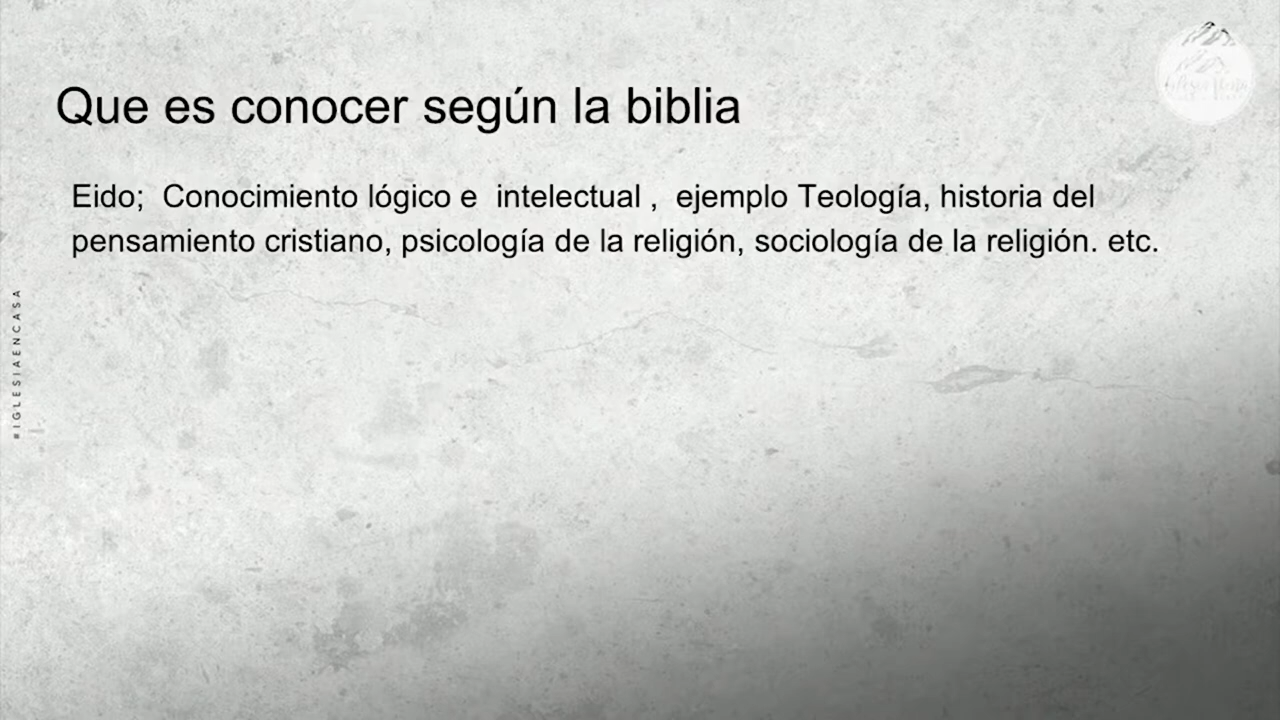 Que es conocer según la biblia
Eido;  Conocimiento lógico e  intelectual ,  ejemplo Teología, historia del
pensamiento cristiano, psicología de la religión, sociología de la religión. etc.
#IGLESIAENCASA